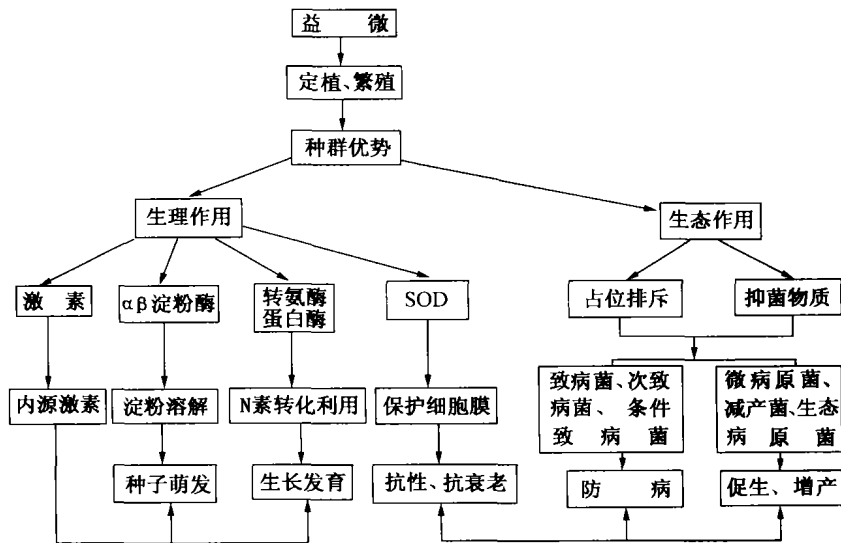 益 微
定植、繁殖
种群优势
生理作用
生态作用
激 素
αβ淀粉酶
转氨酶
蛋白酶
SOD
占位排斥
抑菌物质
内源激素
淀粉溶解
N素转化利用
保护细胞膜
致病菌、次致
病菌、 条件
致 病 菌
微病原菌、
减产菌、生态
病 原 菌
种子萌发
生长发育
抗性、抗衰老
防 病
促生、增产